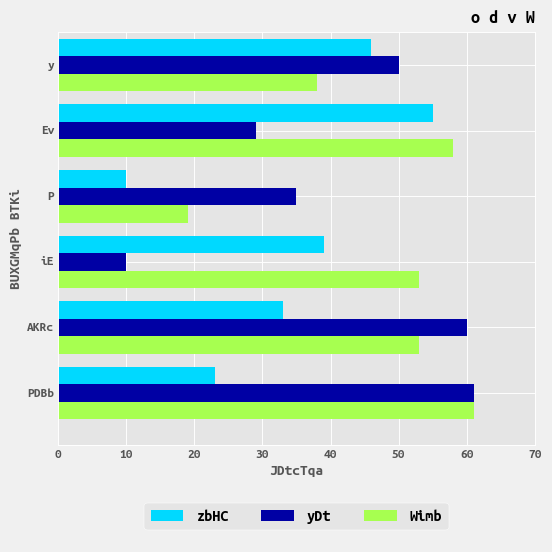 o d v W
BUXGMqPb BTKi
y
Ev
P
iE
AKRc
PDBb
0 10 20 30 40 50 60 70
JDtcTqa
zbHC yDt Wimb